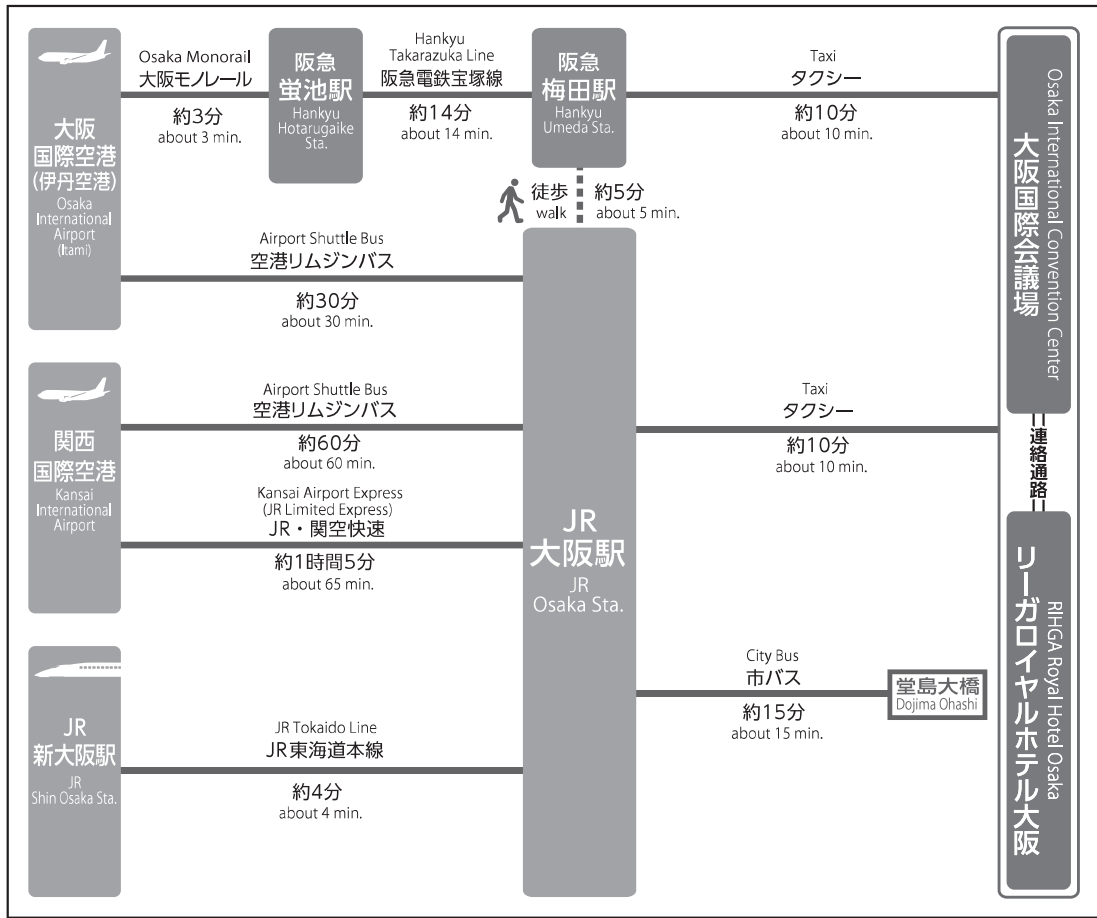 大阪
国際空港
(伊丹空港)
Osaka
International
Airport
(Itami)
Osaka Monorail
大阪モノレール
約3分
about 3 min.
阪急
蛍池駅
Hankyu
Hotarugaike
Sta.
Hankyu
Takarazuka Line
阪急電鉄宝塚線
約14分
about 14 min.
阪急
梅田駅
Hankyu
Umeda Sta.
Taxi
タクシー
約10分
about 10 min.
徒歩
walk
約5分
about 5 min.
Airport Shuttle Bus
空港リムジンバス
約30分
about 30 min.
関西
国際空港
Kansai
International
Airport
Airport Shuttle Bus
空港リムジンバス
約60分
about 60 min.
Kansai Airport Express
(JR Limited Express)
JR・関空快速
約1時間5分
about 65 min.
JR
新大阪駅
JR
Shin Osaka Sta.
JR Tokaido Line
JR東海道本線
約4分
about 4 min.
JR
大阪駅
JR
Osaka Sta.
Taxi
タクシー
約10分
about 10 min.
City Bus
市バス
約15分
about 15 min.
堂島大橋
Dojima Ohashi
Osaka International Convention Center
大阪国際会議場
連絡通路
RIHGA Royal Hotel Osaka
リーガロイヤルホテル大阪